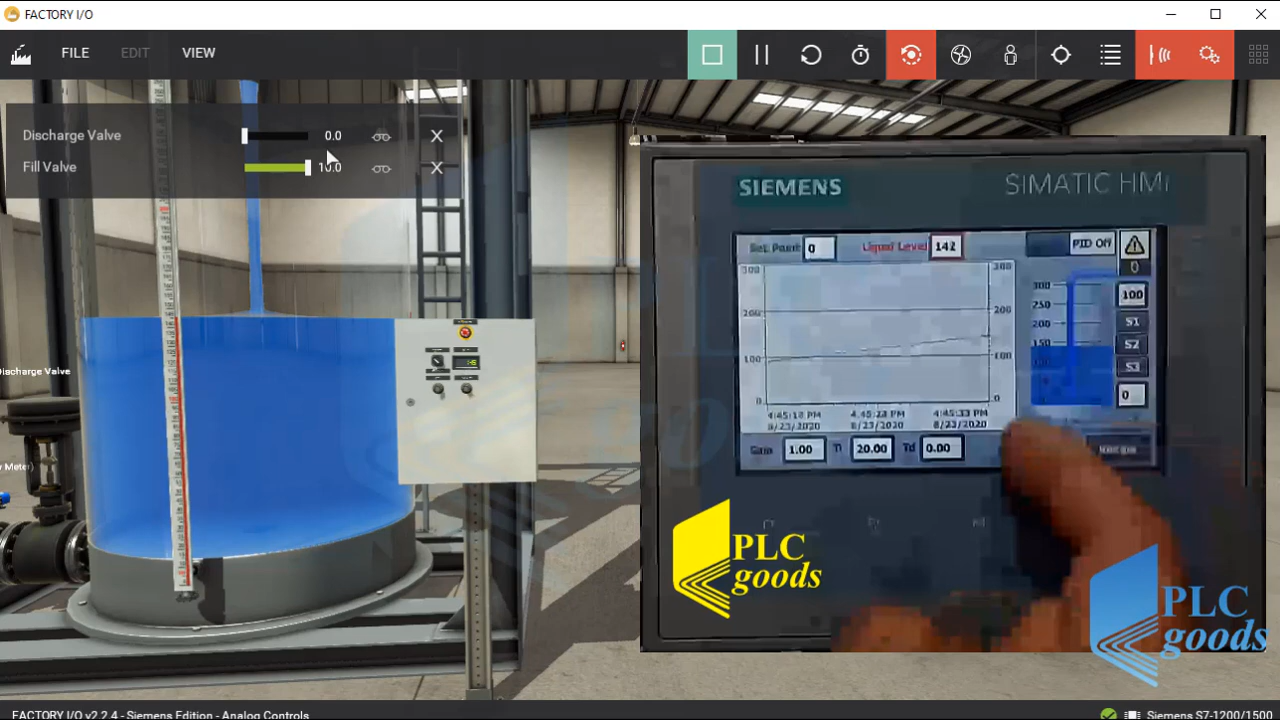 FACTORY I/O
FILE EDIT VIEW
Discharge Valve 0.0 X
Fill Valve 10.0 X
Discharge Valve
Meter)
SIEMENS SIMATIC HMI
Set Point 0 Liquid Level 142 PID Off
300 300
200 200
100 100
0 0
4:45:13 PM 4:45:23 PM 4:45:33 PM
8/23/2020 8/23/2020 8/23/2020
Gain 1.00 Ti 20.00 Td 0.00
0
300
250
200
150
100
S1
S2
S3
0
PLC
goods
PLC
goods
FACTORY I/O v2.2.4 - Siemens Edition - Analog Controls Siemens S7-1200/1500